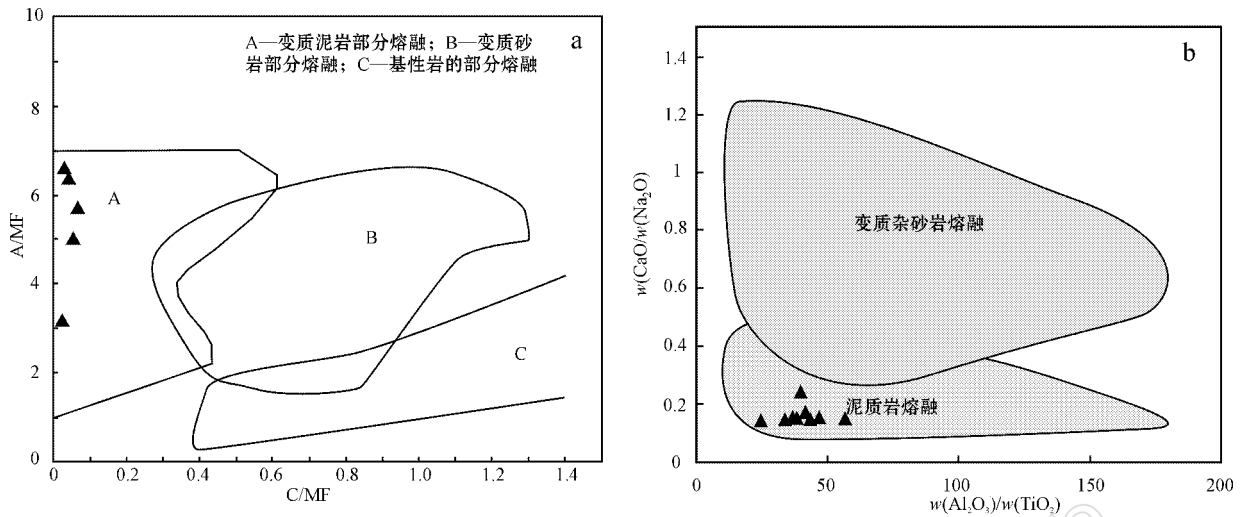 A—变质泥岩部分熔融；B—变质砂
岩部分熔融；C—基性岩的部分熔融
a
10
8
6
4
2
0
A/MF
A
B
C
0
0.2
0.4
0.6
0.8
1.0
1.2
1.4
C/MF
b
1.4
1.2
1
0.8
0.6
0.4
0.2
0
w(CaO/w(Na₂O)
变质杂砂岩熔融
泥质岩熔融
0
50
100
150
200
w(Al₂O₃)/w(TiO₂)